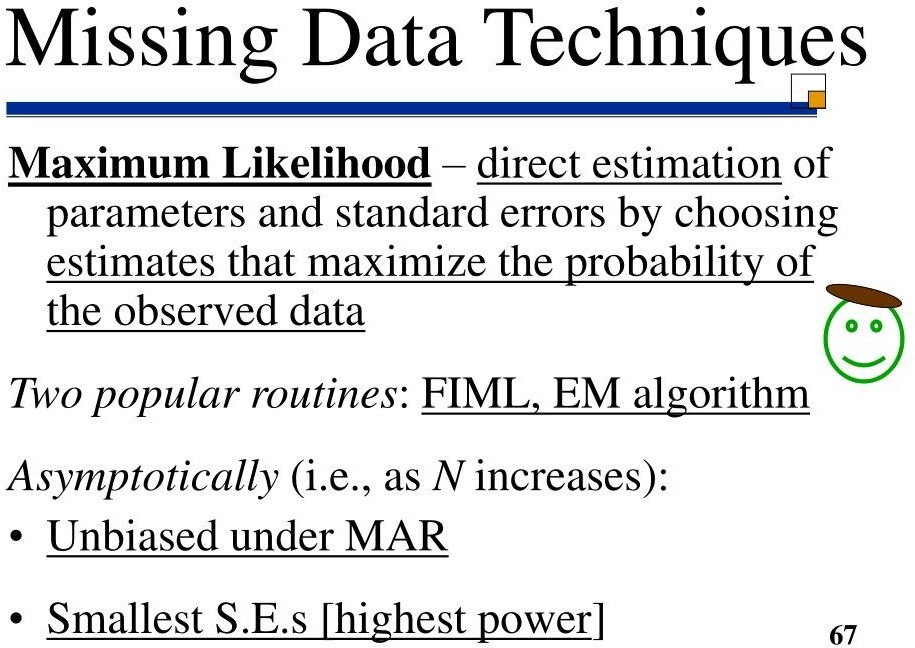 Missing Data Techniques
Maximum Likelihood – direct estimation of
parameters and standard errors by choosing
estimates that maximize the probability of
the observed data
Two popular routines: FIML, EM algorithm
Asymptotically (i.e., as N increases):
• Unbiased under MAR
• Smallest S.E.s [highest power]
67